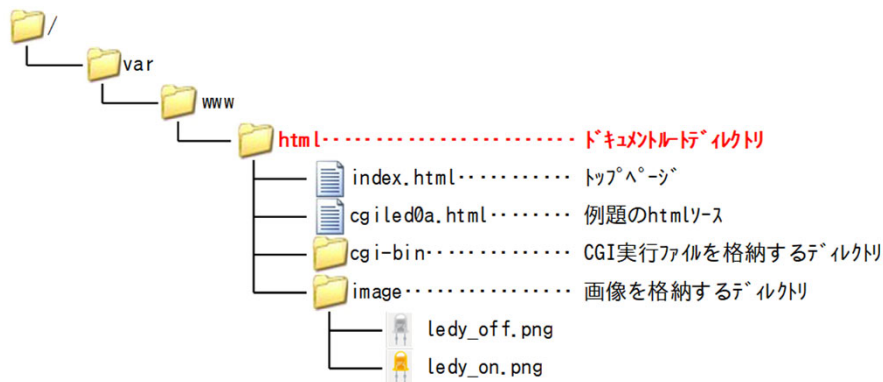 /
var
www
html························ ﾄﾞｷｭﾒﾝﾄﾙｰﾄﾃﾞｨﾚｸﾄﾘ
index.html··········· ﾄｯﾌﾟﾍﾟｰｼﾞ
cgiled0a.html········ 例題のhtmlｿｰｽ
cgi-bin·············· CGI実行ﾌｧｲﾙを格納するﾃﾞｨﾚｸﾄﾘ
image················ 画像を格納するﾃﾞｨﾚｸﾄﾘ
ledy_off.png
ledy_on.png